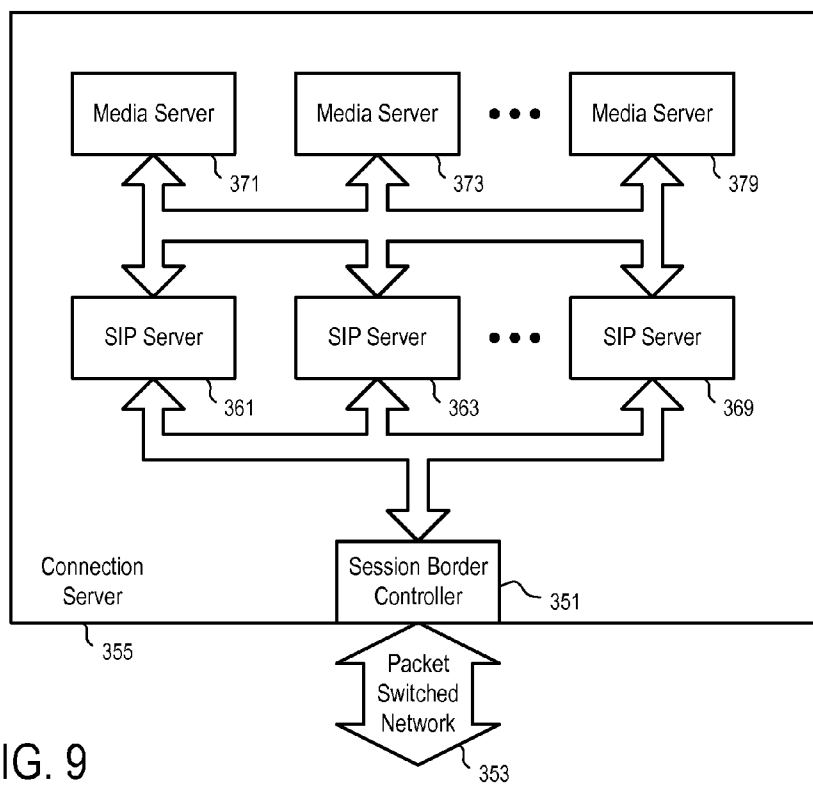 Media Server
Media Server
Media Server
371
373
379
SIP Server
SIP Server
SIP Server
361
363
369
Connection
Server
Session Border
Controller
351
355
Packet
Switched
Network
353
IG. 9